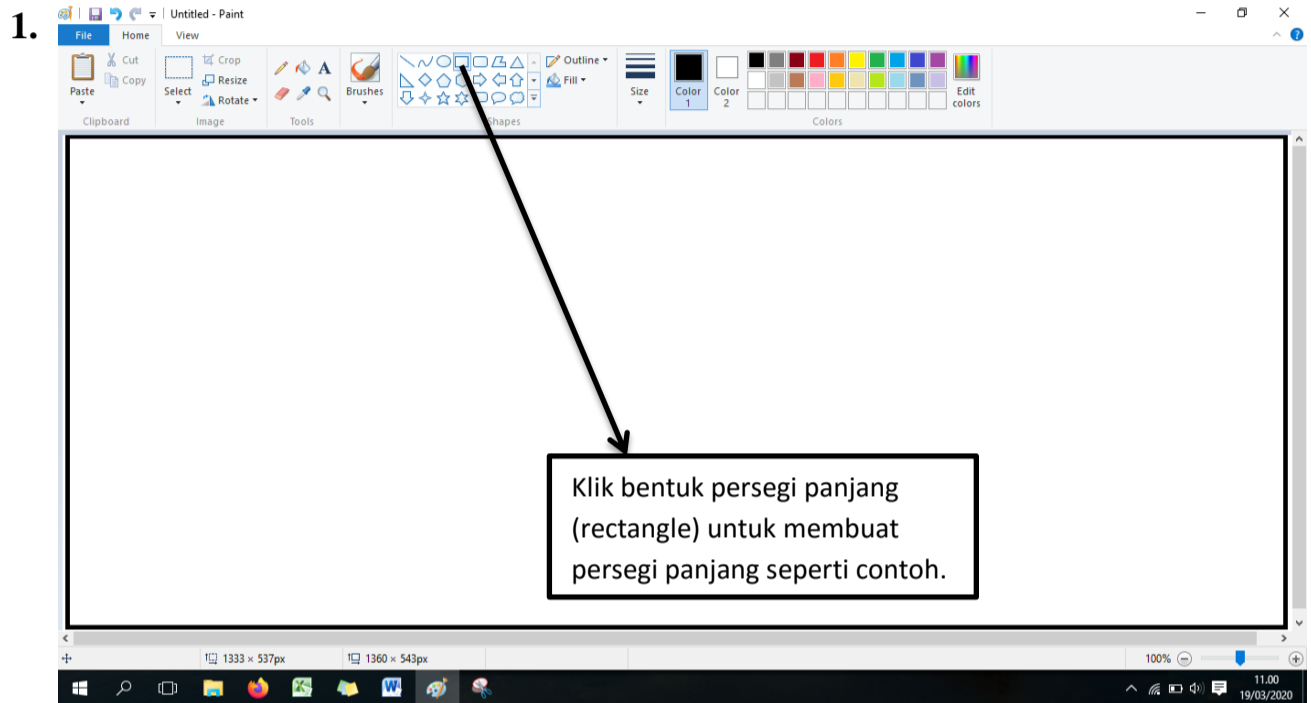 1.
Untitled - Paint
File Home View
Cut
Copy
Paste
Clipboard
Select
Crop
Resize
Rotate
Image
A
Tools
Brushes
Outline
Fill
Shapes
Size
Color 1
Color 2
Edit colors
Colors
Klik bentuk persegi panjang
(rectangle) untuk membuat
persegi panjang seperti contoh.
1333 × 537px
1360 × 543px
100%
11.00
19/03/2020